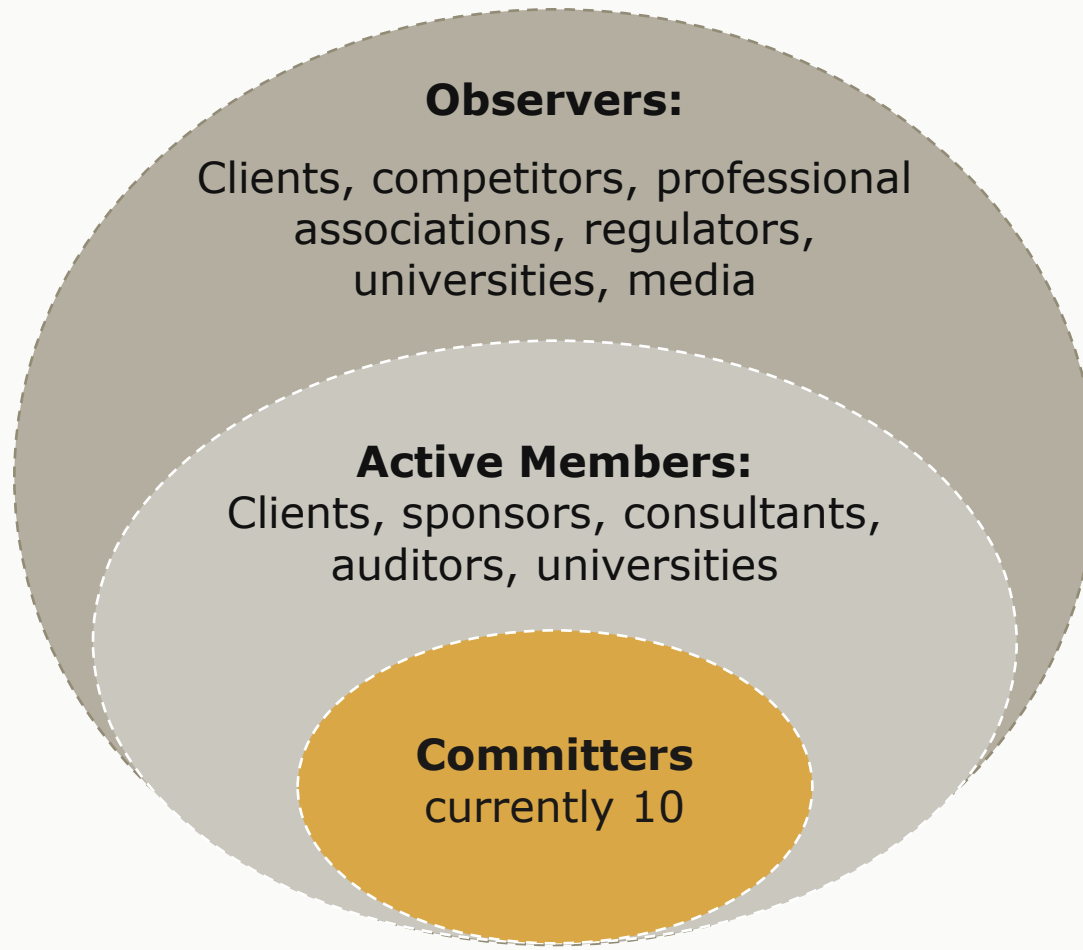 Observers:
Clients, competitors, professional
associations, regulators,
universities, media
Active Members:
Clients, sponsors, consultants,
auditors, universities
Committers
currently 10